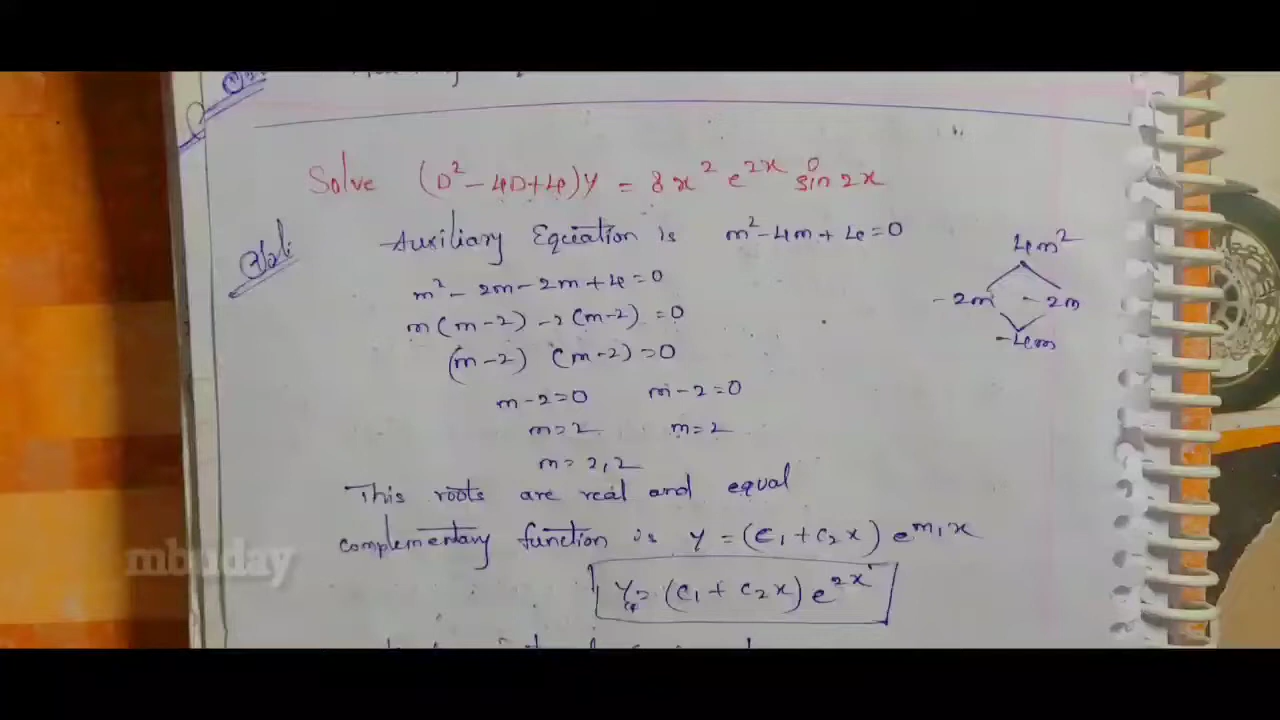 Solve (D² - 4D+4)y = 8x² e^2x sin 2x
Sol:
Auxiliary Equation is m² - 4m + 4 = 0
m² - 2m - 2m + 4 = 0
m(m-2) -2(m-2) = 0
(m-2) (m-2) = 0
m-2=0 m-2=0
m=2 m=2
m= 2,2
4m²
-2m -2m
-4m
This roots are real and equal
complementary function is y = (c₁+c₂x) e^m₁x
y = (c₁+ c₂x) e^2x
mbuday